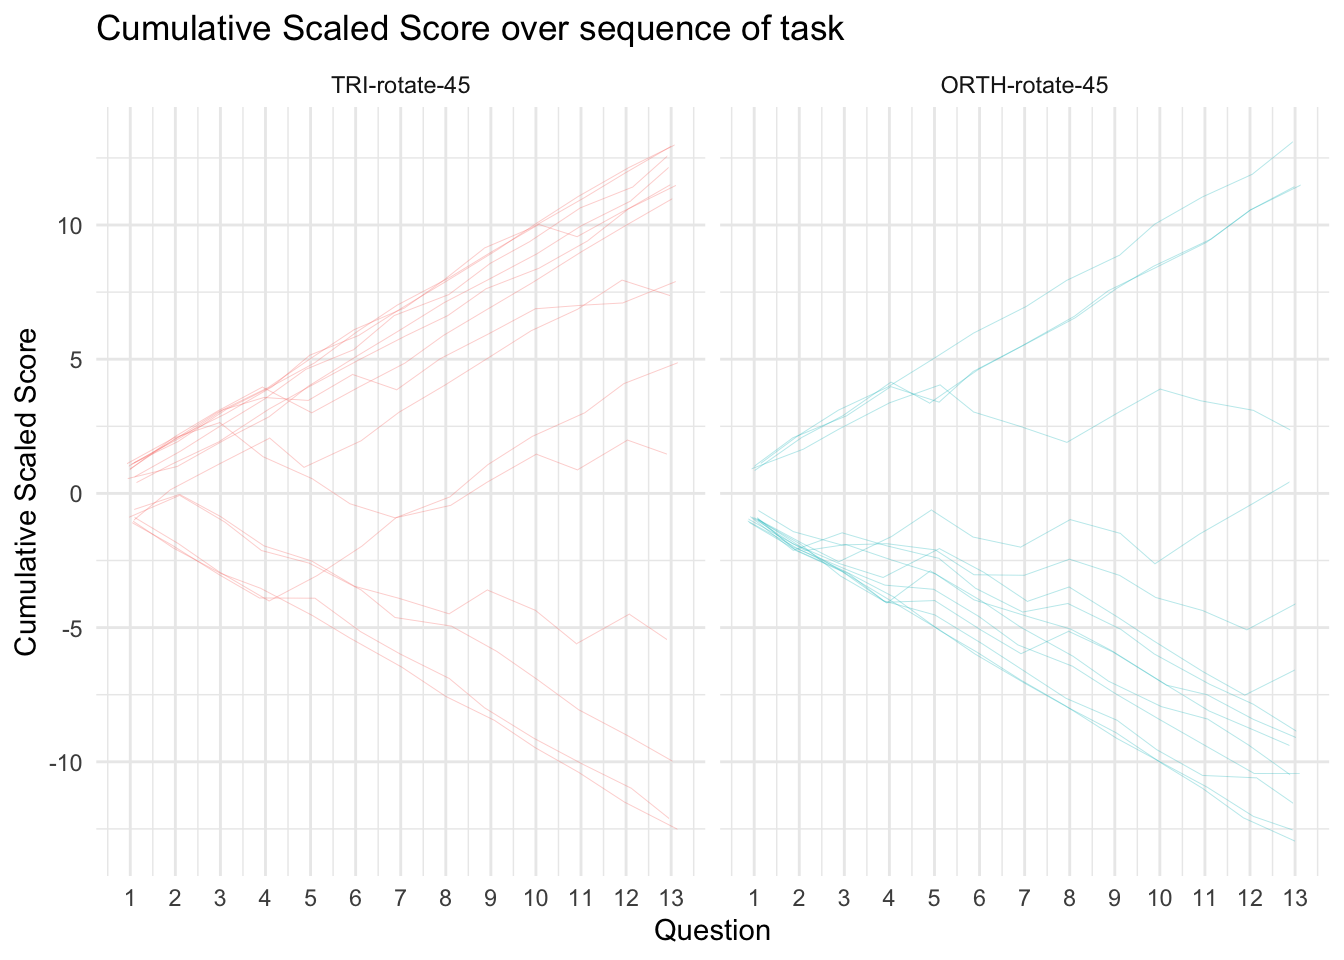 Cumulative Scaled Score over sequence of task
TRI-rotate-45
ORTH-rotate-45
10
5
0
-5
-10
Cumulative Scaled Score
1 2 3 4 5 6 7 8 9 10 11 12 13
1 2 3 4 5 6 7 8 9 10 11 12 13
Question